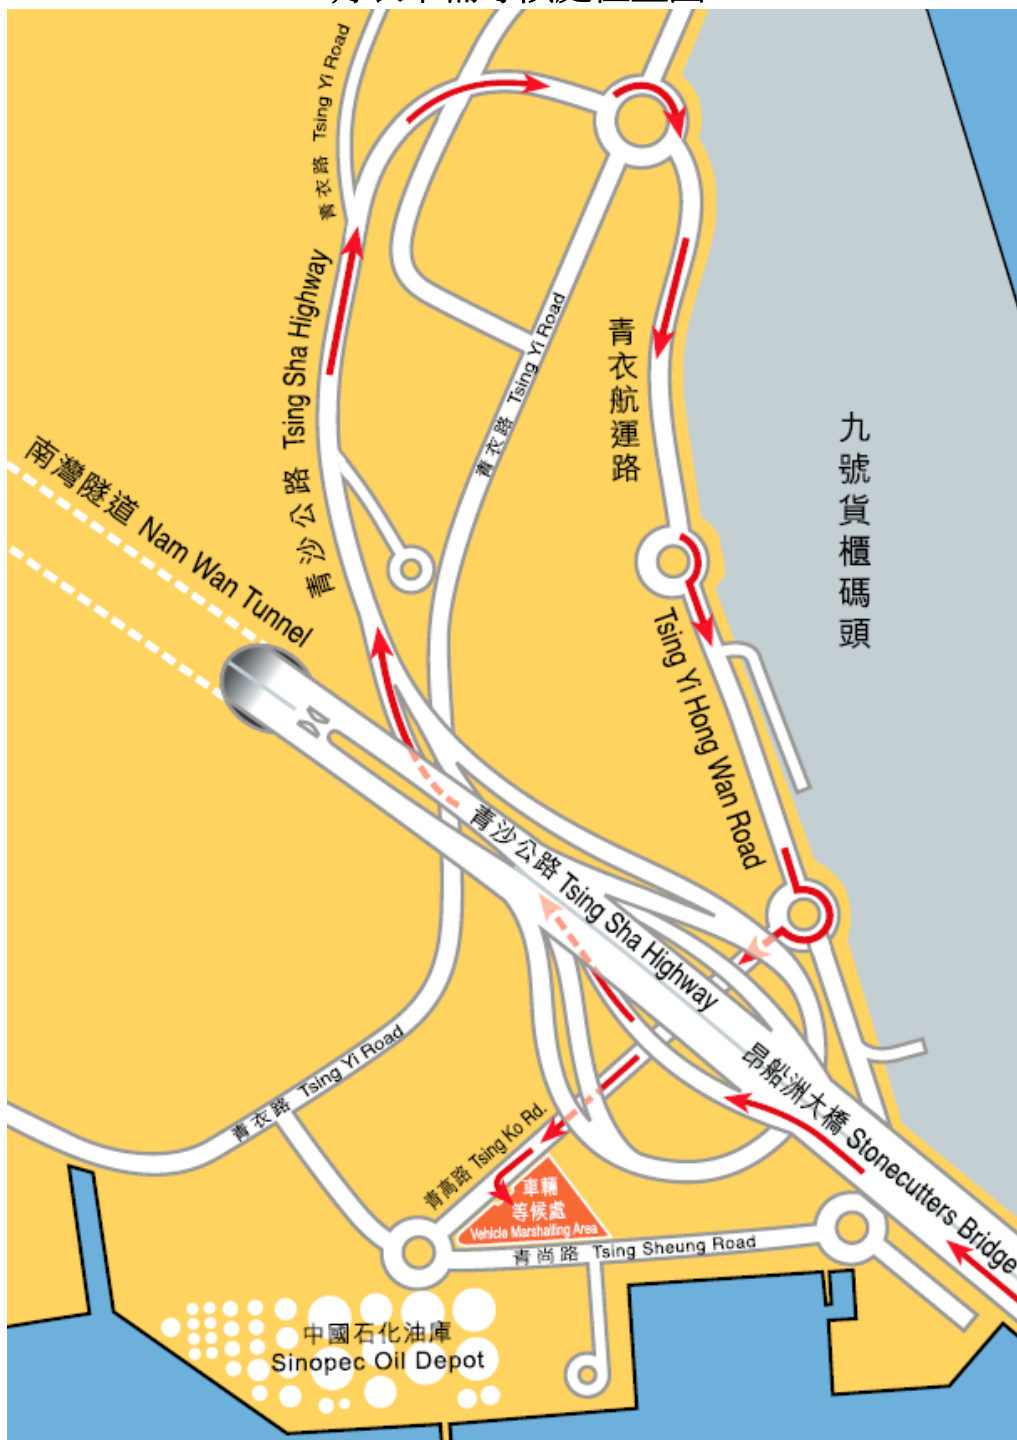 青衣路 Tsing Yi Road
青沙公路 Tsing Sha Highway
青衣路 Tsing Yi Road
青衣航運路
九號貨櫃碼頭
南灣隧道 Nam Wan Tunnel
Tsing Yi Hong Wan Road
青沙公路 Tsing Sha Highway
昂船洲大橋 Stonecutters Bridge
青衣路 Tsing Yi Road
青高路 Tsing Ko Rd.
車輛
等候處
Vehicle Marshalling Area
青尚路 Tsing Sheung Road
中國石化油庫
Sinopec Oil Depot